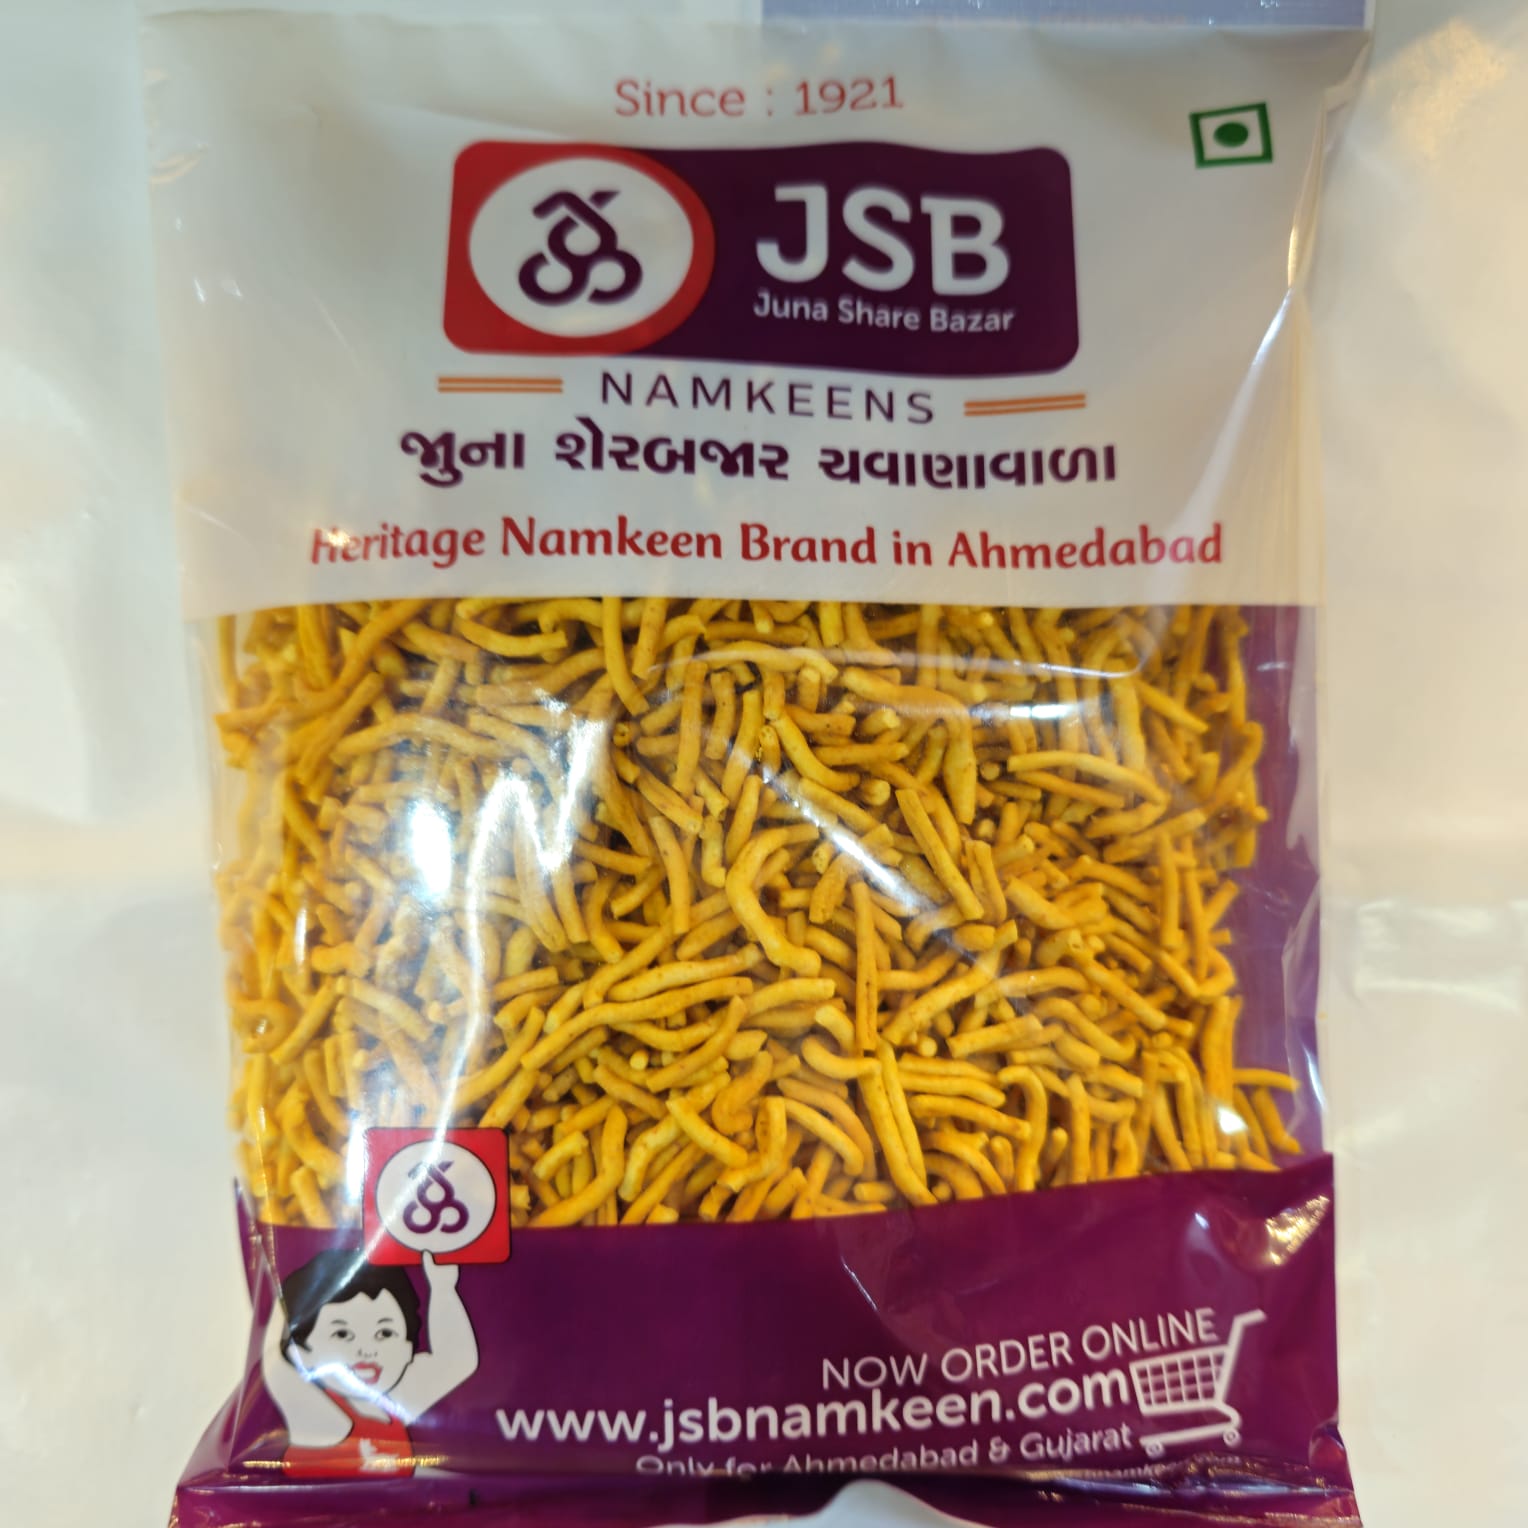 Since : 1921
JSB
Juna Share Bazar
NAMKEENS
જુના શેરબજાર ચવાણાવાળા
Heritage Namkeen Brand in Ahmedabad
NOW ORDER ONLINE
www.jsbnamkeen.com
Only for Ahmedabad & Gujarat